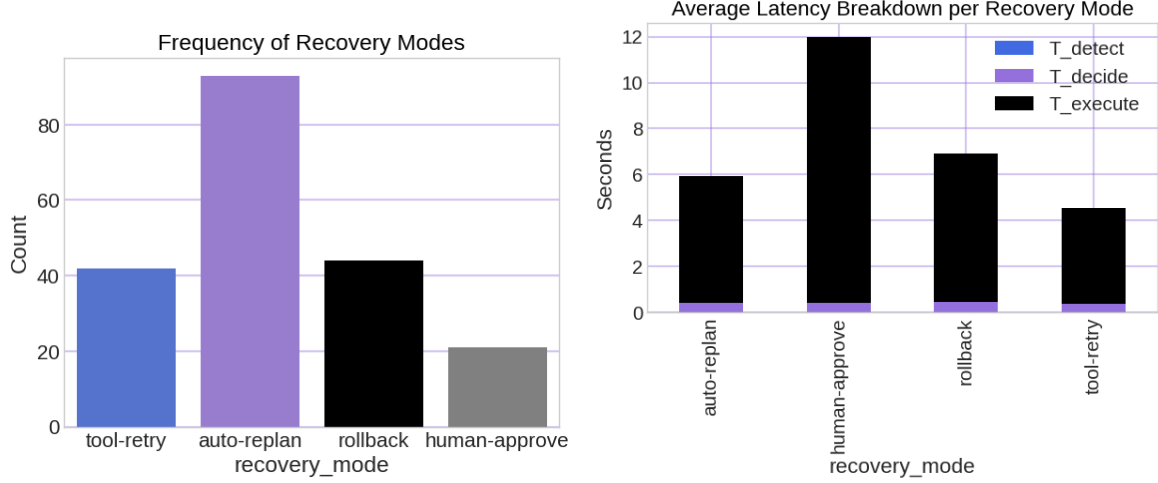 Frequency of Recovery Modes
Count
80
60
40
20
0
tool-retry auto-replan rollback human-approve
recovery_mode
Average Latency Breakdown per Recovery Mode
T_detect
T_decide
T_execute
Seconds
12
10
8
6
4
2
0
auto-replan
human-approve
rollback
tool-retry
recovery_mode